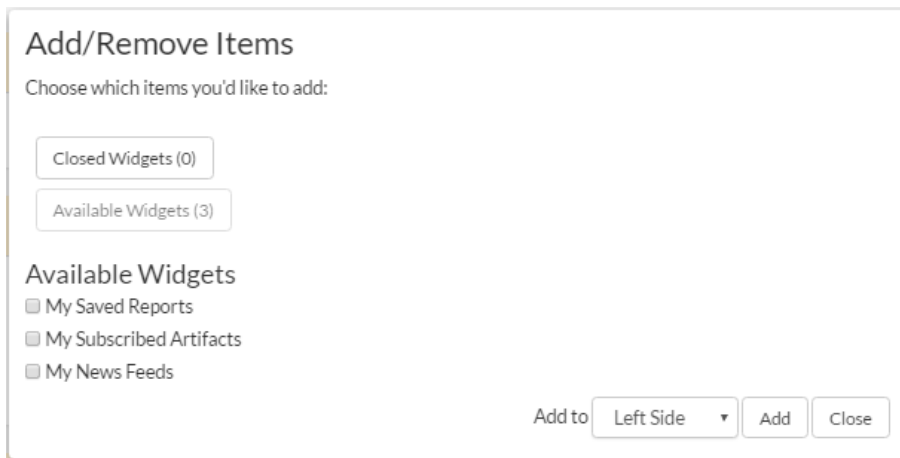 Add/Remove Items
Choose which items you'd like to add:
Closed Widgets (0)
Available Widgets (3)
Available Widgets
My Saved Reports
My Subscribed Artifacts
My News Feeds
Add to Left Side Add Close